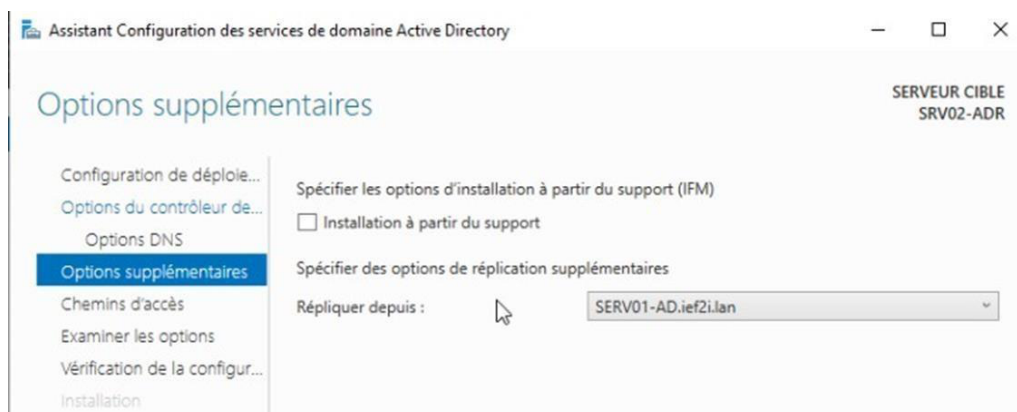 Assistant Configuration des services de domaine Active Directory
Options supplémentaires
SERVEUR CIBLE
SRV02-ADR
Configuration de déploie...
Options du contrôleur de...
Options DNS
Options supplémentaires
Chemins d'accès
Examiner les options
Vérification de la configur...
Installation
Spécifier les options d'installation à partir du support (IFM)
Installation à partir du support
Spécifier des options de réplication supplémentaires
Répliquer depuis : SERV01-AD.ief2i.lan